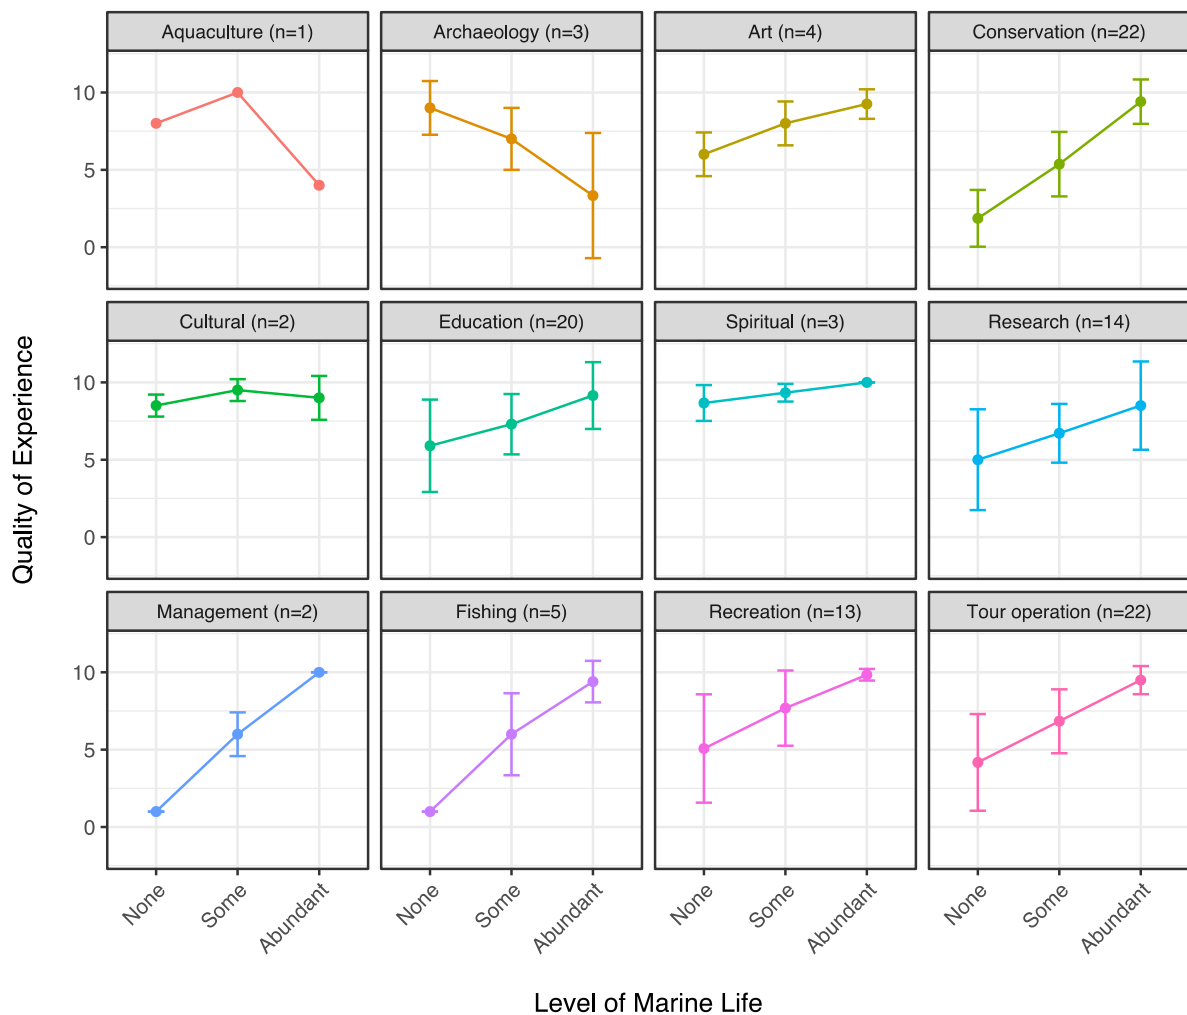 Aquaculture (n=1)
Archaeology (n=3)
Art (n=4)
Conservation (n=22)
10
5
0
Cultural (n=2)
Education (n=20)
Spiritual (n=3)
Research (n=14)
10
5
0
Management (n=2)
Fishing (n=5)
Recreation (n=13)
Tour operation (n=22)
10
5
0
None
Some
Abundant
None
Some
Abundant
None
Some
Abundant
None
Some
Abundant
Quality of Experience
Level of Marine Life